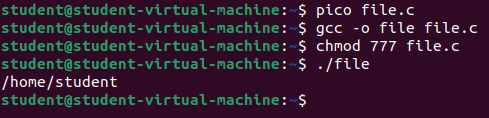 student@student-virtual-machine:~$ pico file.c
student@student-virtual-machine:~$ gcc -o file file.c
student@student-virtual-machine:~$ chmod 777 file.c
student@student-virtual-machine:~$ ./file
/home/student
student@student-virtual-machine:~$